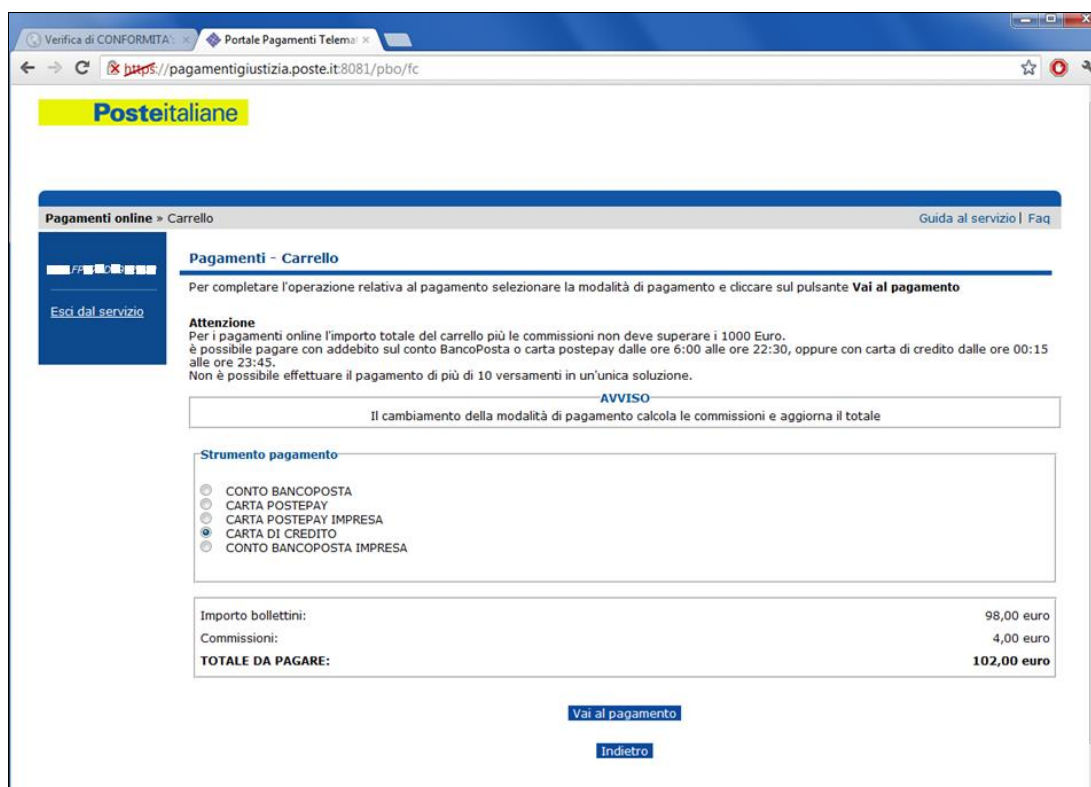 Verifica di CONFORMITA':
Portale Pagamenti Telema
https://pagamentigiustizia.poste.it:8081/pbo/fc
Posteitaliane
Pagamenti online » Carrello
Guida al servizio | Faq
Esci dal servizio
Pagamenti - Carrello
Per completare l'operazione relativa al pagamento selezionare la modalità di pagamento e cliccare sul pulsante Vai al pagamento
Attenzione
Per i pagamenti online l'importo totale del carrello più le commissioni non deve superare i 1000 Euro.
è possibile pagare con addebito sul conto BancoPosta o carta postepay dalle ore 6:00 alle ore 22:30, oppure con carta di credito dalle ore 00:15
alle ore 23:45.
Non è possibile effettuare il pagamento di più di 10 versamenti in un'unica soluzione.
AVVISO
Il cambiamento della modalità di pagamento calcola le commissioni e aggiorna il totale
Strumento pagamento
CONTO BANCOPOSTA
CARTA POSTEPAY
CARTA POSTEPAY IMPRESA
CARTA DI CREDITO
CONTO BANCOPOSTA IMPRESA
Importo bollettini: 98,00 euro
Commissioni: 4,00 euro
TOTALE DA PAGARE: 102,00 euro
Vai al pagamento
Indietro